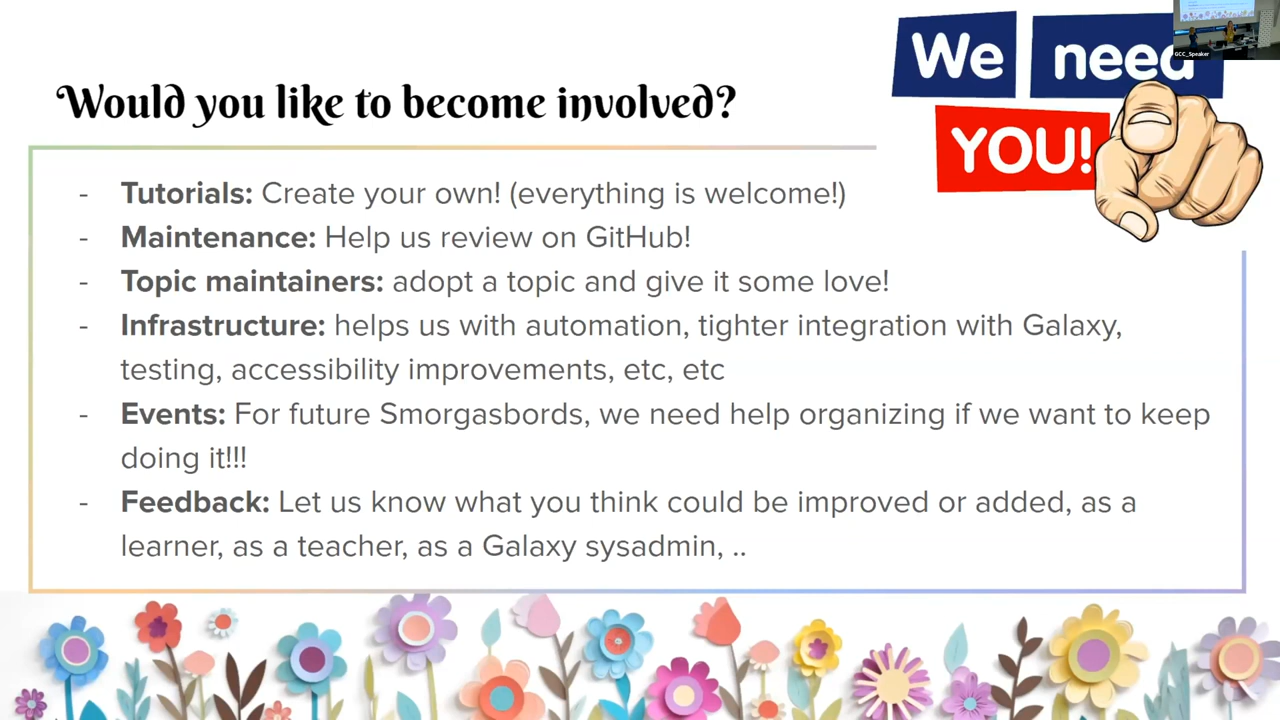 We need
YOU!
GCC_Speaker
Would you like to become involved?
- Tutorials: Create your own! (everything is welcome!)
- Maintenance: Help us review on GitHub!
- Topic maintainers: adopt a topic and give it some love!
- Infrastructure: helps us with automation, tighter integration with Galaxy,
testing, accessibility improvements, etc, etc
- Events: For future Smorgasbords, we need help organizing if we want to keep
doing it!!!
- Feedback: Let us know what you think could be improved or added, as a
learner, as a teacher, as a Galaxy sysadmin, ..